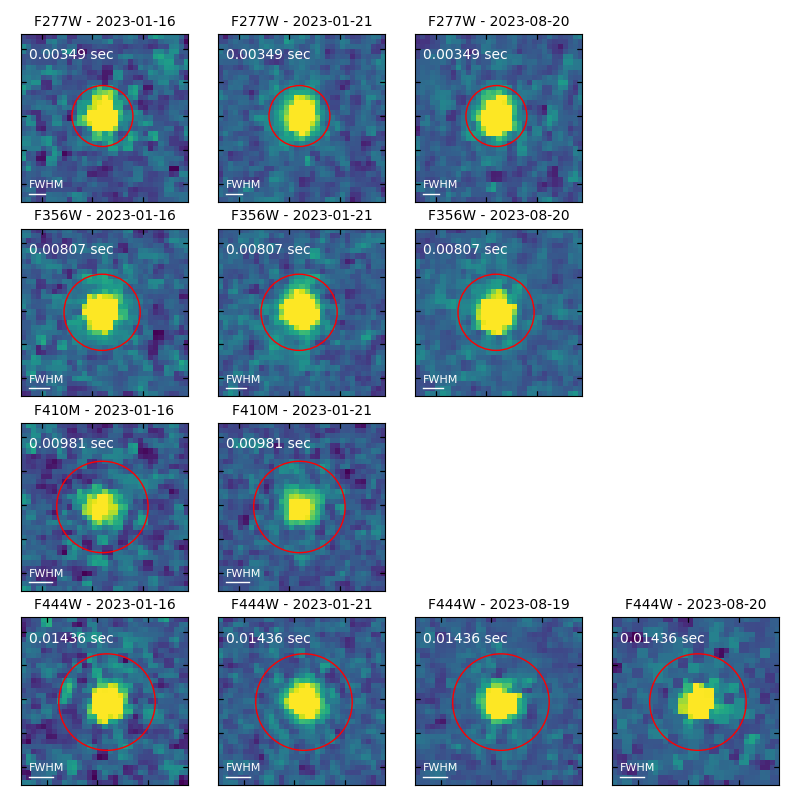 F277W - 2023-01-16
F277W - 2023-01-21
F277W - 2023-08-20
0.00349 sec
0.00349 sec
0.00349 sec
FWHM
FWHM
FWHM
F356W - 2023-01-16
F356W - 2023-01-21
F356W - 2023-08-20
0.00807 sec
0.00807 sec
0.00807 sec
FWHM
FWHM
FWHM
F410M - 2023-01-16
F410M - 2023-01-21
0.00981 sec
0.00981 sec
FWHM
FWHM
F444W - 2023-01-16
F444W - 2023-01-21
F444W - 2023-08-19
F444W - 2023-08-20
0.01436 sec
0.01436 sec
0.01436 sec
0.01436 sec
FWHM
FWHM
FWHM
FWHM